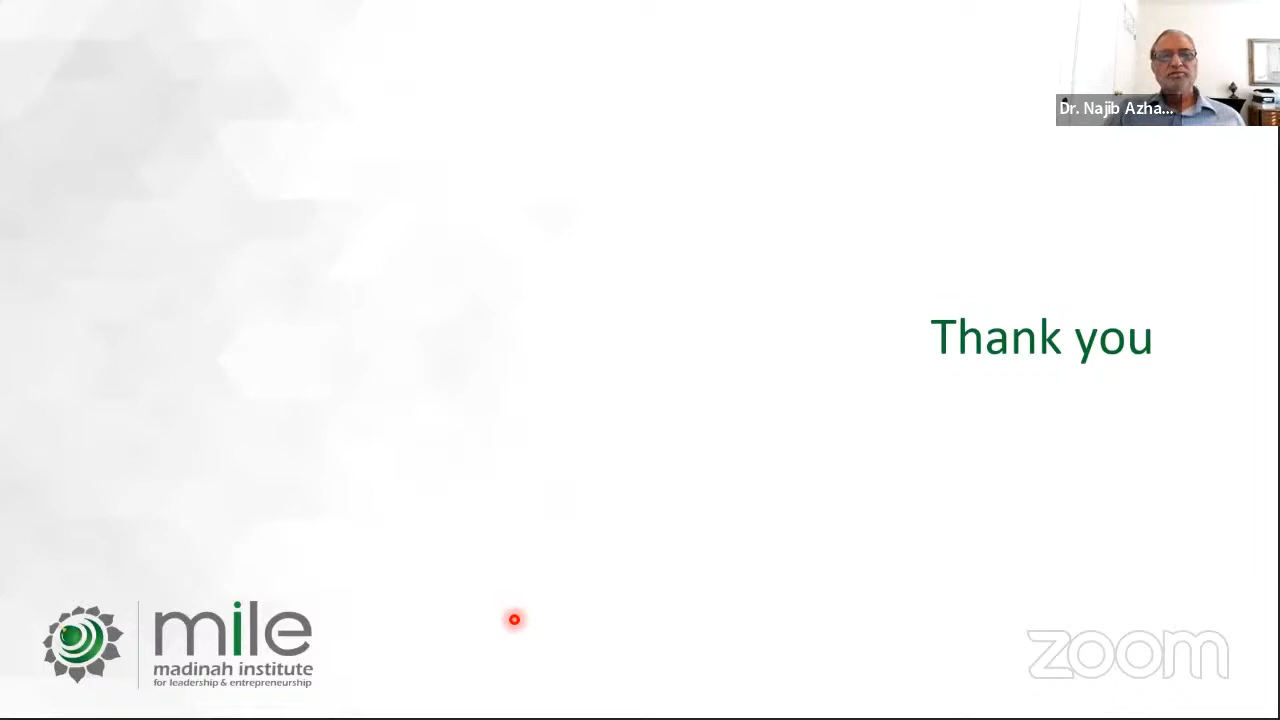 Dr. Najib Azha...
Thank you
mile
madinah institute
for leadership & entrepreneurship
zoom